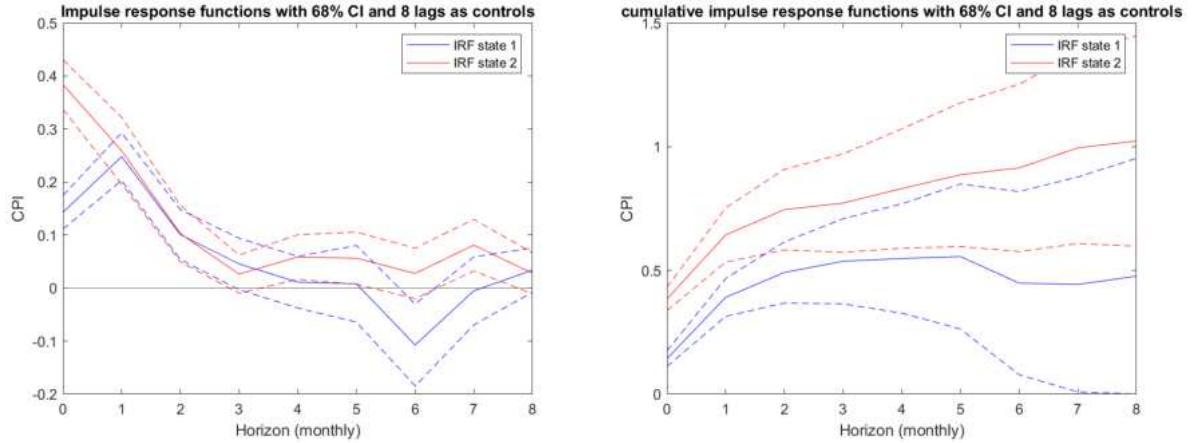 Impulse response functions with 68% CI and 8 lags as controls
0.5
0.4
0.3
0.2
0.1
0
-0.1
-0.2
CPI
IRF state 1
IRF state 2
0 1 2 3 4 5 6 7 8
Horizon (monthly)
cumulative impulse response functions with 68% CI and 8 lags as controls
1.5
1
0.5
0
CPI
IRF state 1
IRF state 2
0 1 2 3 4 5 6 7 8
Horizon (monthly)